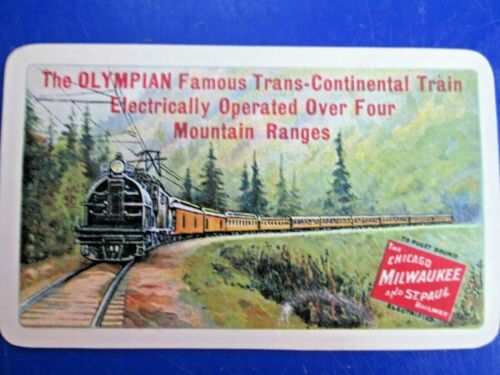 The OLYMPIAN Famous Trans-Continental Train
Electrically Operated Over Four
Mountain Ranges
TO PUGET SOUND
The
CHICAGO
MILWAUKEE
AND ST. PAUL
RAILWAY
ELECTRIFIED